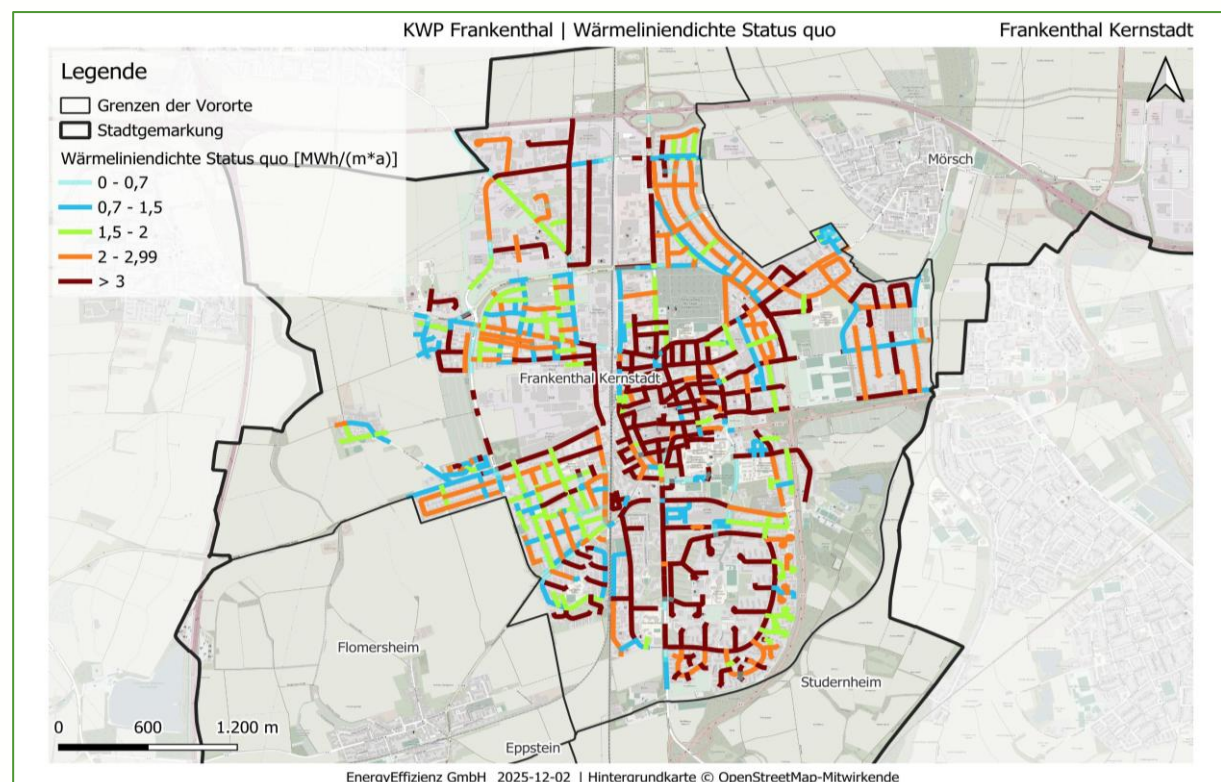 KWP Frankenthal | Wärmeliniendichte Status quo
Frankenthal Kernstadt
Legende
Grenzen der Vororte
Stadtgemarkung
Wärmeliniendichte Status quo [MWh/(m*a)]
0 - 0,7
0,7 - 1,5
1,5 - 2
2 - 2,99
> 3
Mörsch
Frankenthal Kernstadt
Flomersheim
Studernheim
Eppstein
0 600 1.200 m
EnergyEffizienz GmbH 2025-12-02 | Hintergrundkarte © OpenStreetMap-Mitwirkende